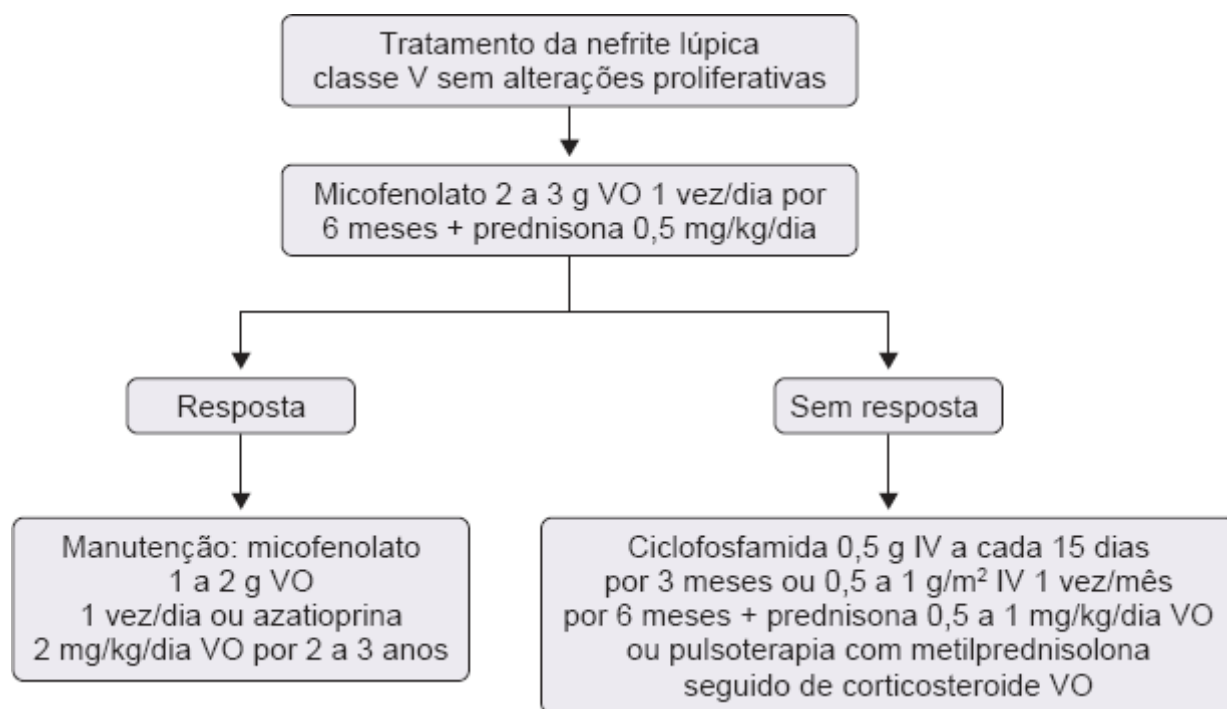 Tratamento da nefrite lúpica
classe V sem alterações proliferativas
Micofenolato 2 a 3 g VO 1 vez/dia por
6 meses + prednisona 0,5 mg/kg/dia
Resposta
Sem resposta
Manutenção: micofenolato
1 a 2 g VO
1 vez/dia ou azatioprina
2 mg/kg/dia VO por 2 a 3 anos
Ciclofosfamida 0,5 g IV a cada 15 dias
por 3 meses ou 0,5 a 1 g/m² IV 1 vez/mês
por 6 meses + prednisona 0,5 a 1 mg/kg/dia VO
ou pulsoterapia com metilprednisolona
seguido de corticosteroide VO